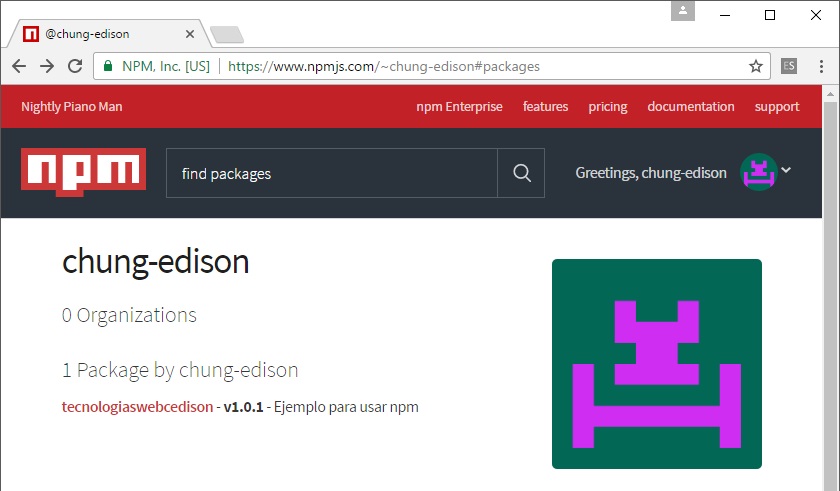 @chung-edison
NPM, Inc. [US] https://www.npmjs.com/~chung-edison#packages ES
Nightly Piano Man npm Enterprise features pricing documentation support
npm find packages Greetings, chung-edison
chung-edison
0 Organizations
1 Package by chung-edison
tecnologiaswebcedison - v1.0.1 - Ejemplo para usar npm